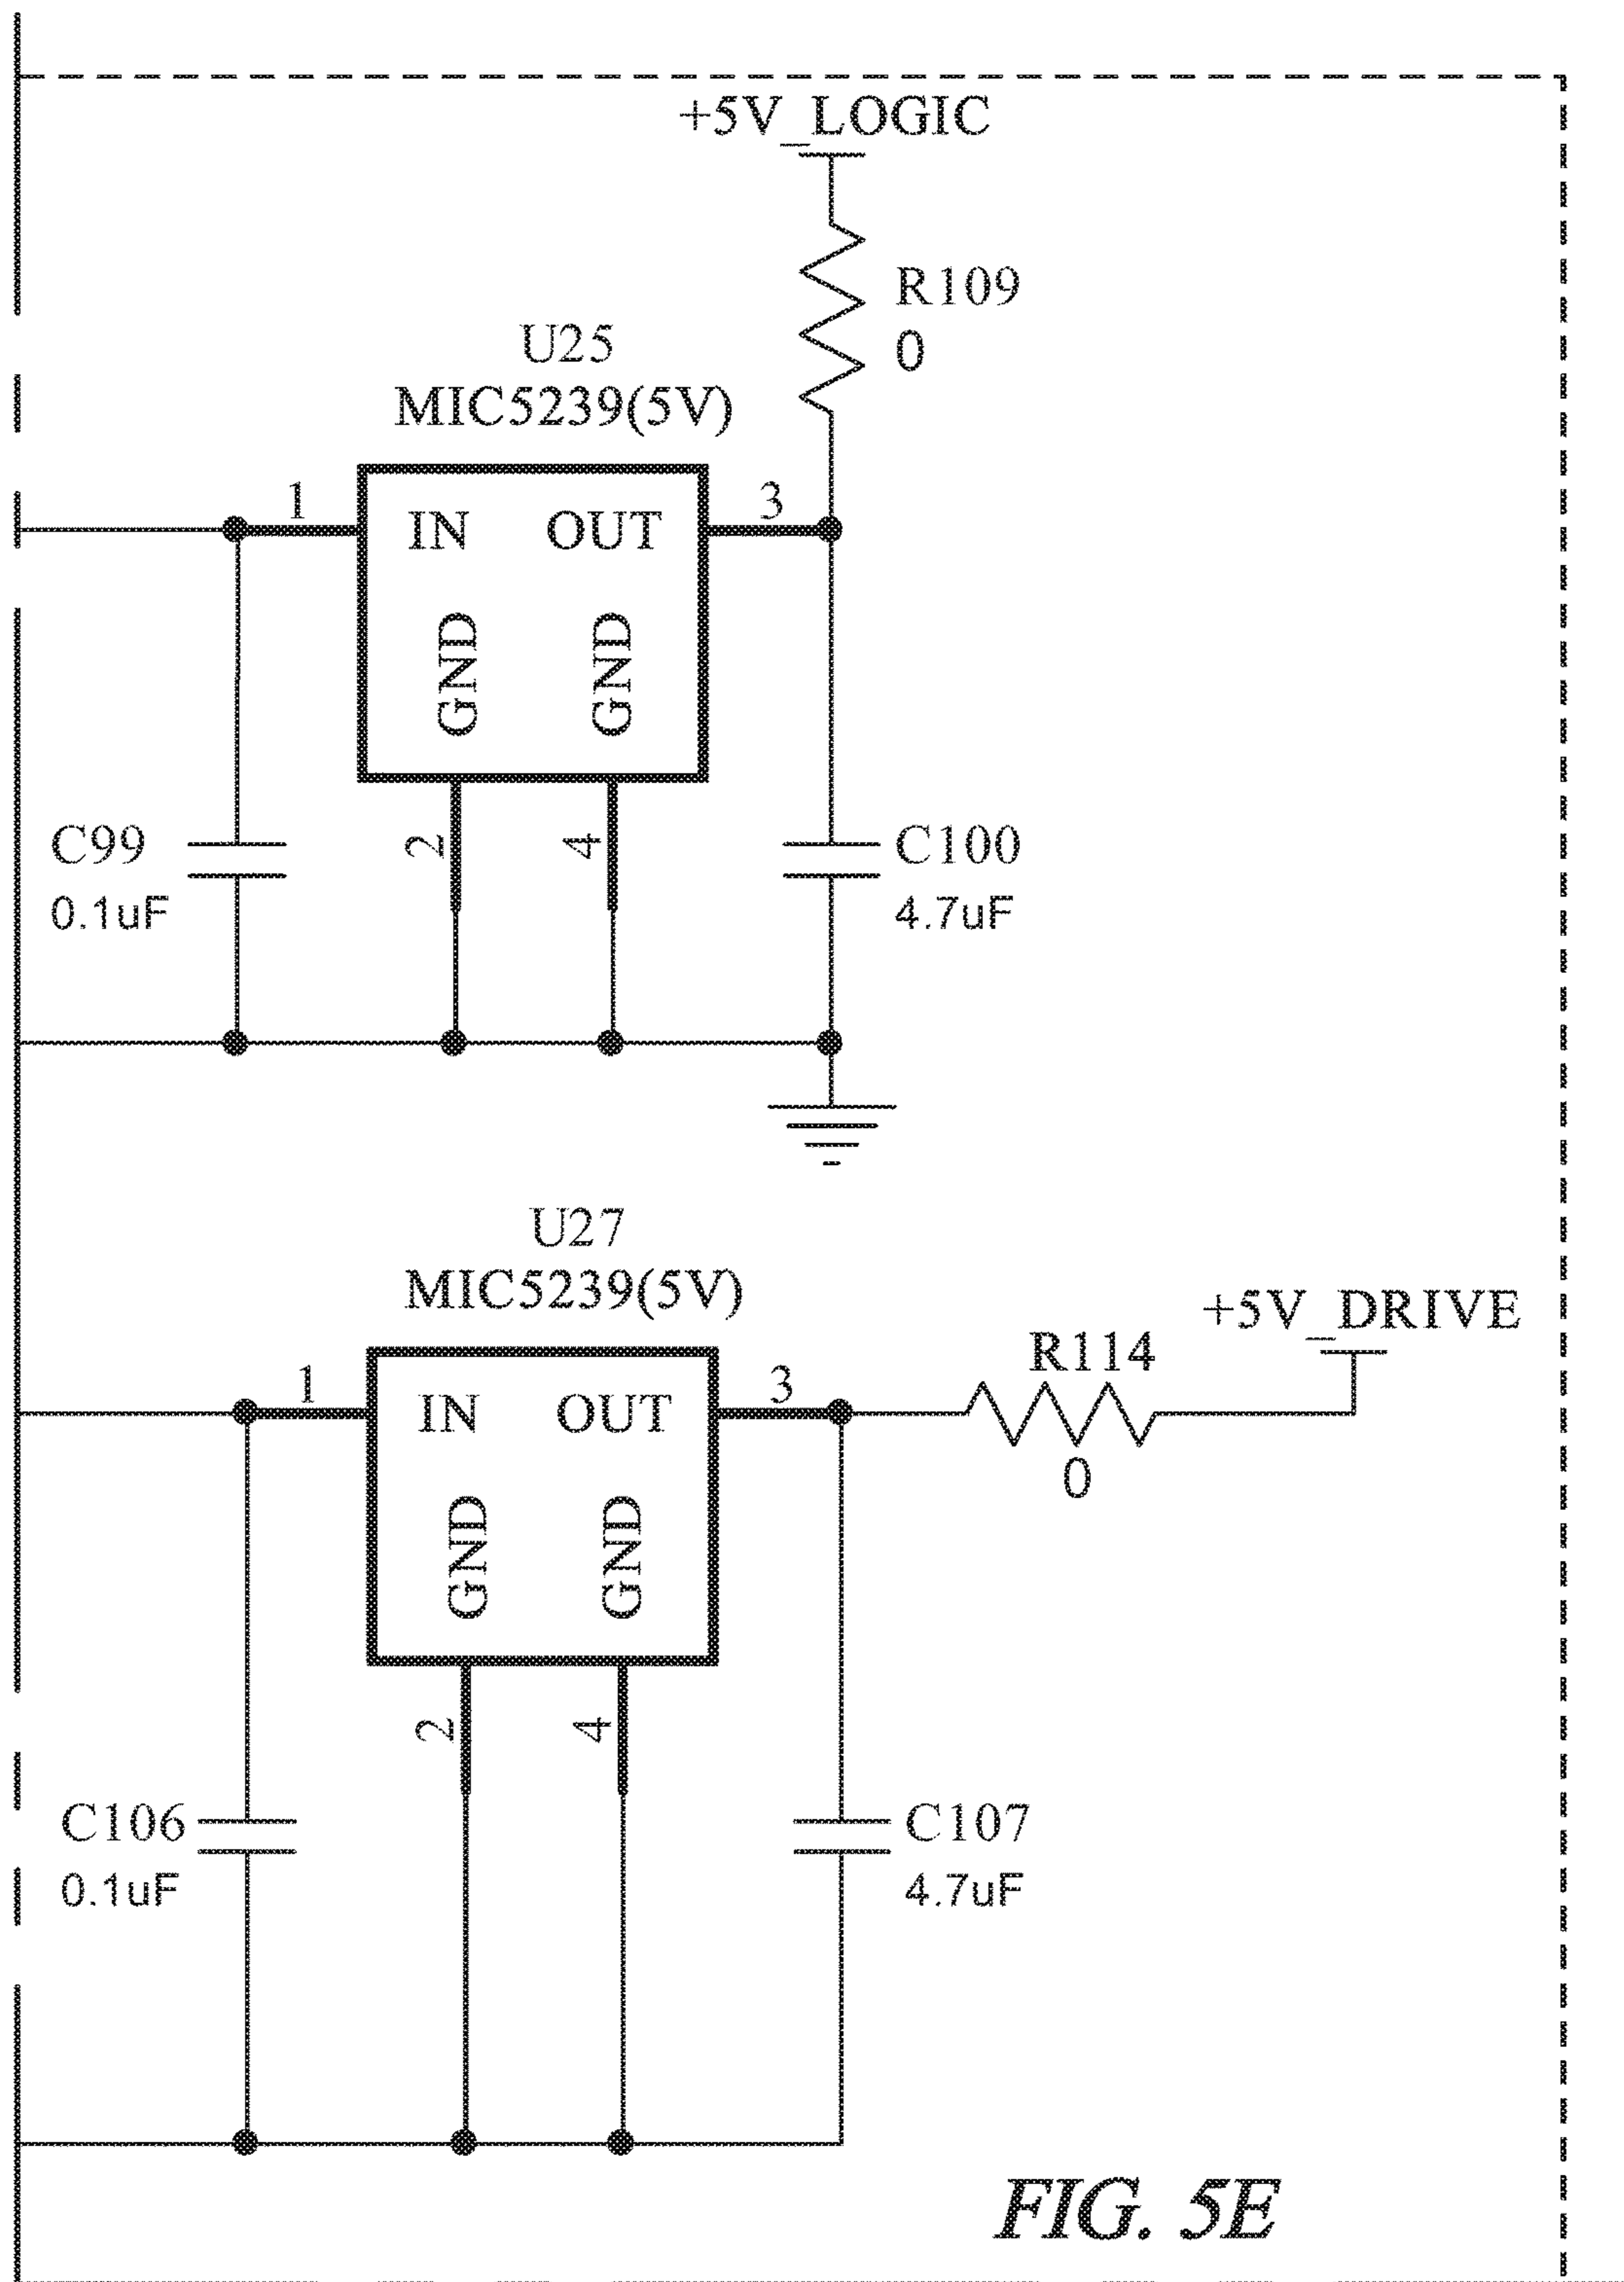 +5V_LOGIC
R109
0
U25
MIC5239(5V)
1
3
IN OUT
GND GND
2
4
C99
0.1uF
C100
4.7uF
U27
MIC5239(5V)
+5V_DRIVE
R114
0
1
3
IN OUT
GND GND
2
4
C106
0.1uF
C107
4.7uF
FIG. 5E